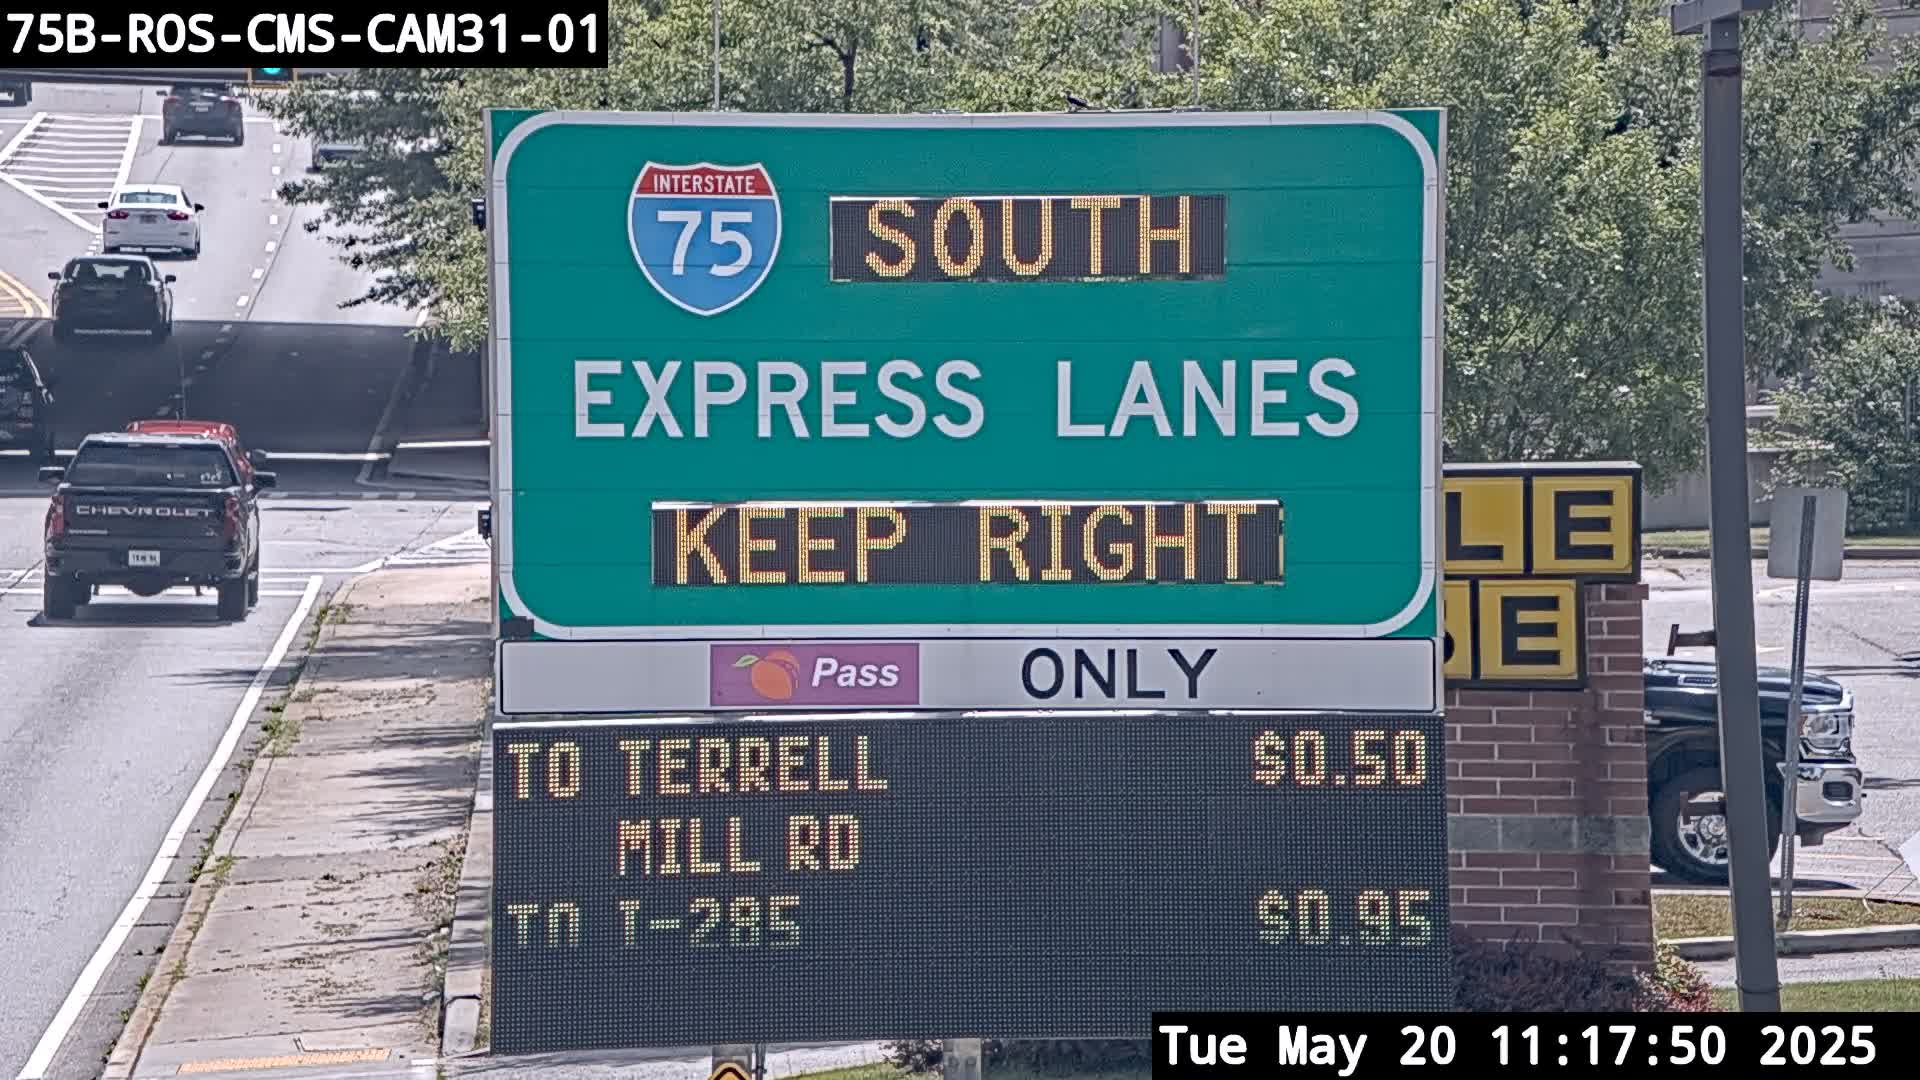 75B-ROS-CMS-CAM31-01
INTERSTATE
75
SOUTH
EXPRESS LANES
KEEP RIGHT
Pass ONLY
TO TERRELL $0.50
MILL RD
TO I-285 $0.95
LE
E
CHEVROLET
Tue May 20 11:17:50 2025